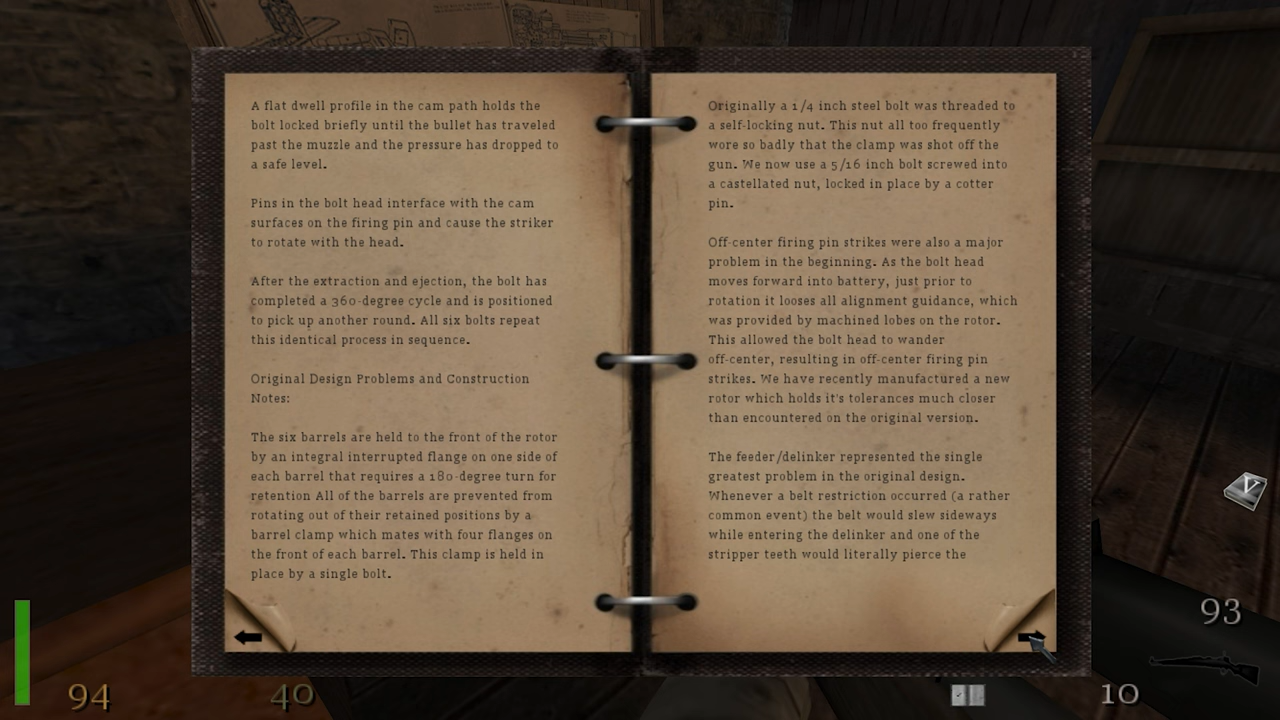 A flat dwell profile in the cam path holds the
bolt locked briefly until the bullet has traveled
past the muzzle and the pressure has dropped to
a safe level.
Pins in the bolt head interface with the cam
surfaces on the firing pin and cause the striker
to rotate with the head.
After the extraction and ejection, the bolt has
completed a 360-degree cycle and is positioned
to pick up another round. All six bolts repeat
this identical process in sequence.
Original Design Problems and Construction
Notes:
The six barrels are held to the front of the rotor
by an integral interrupted flange on one side of
each barrel that requires a 180-degree turn for
retention All of the barrels are prevented from
rotating out of their retained positions by a
barrel clamp which mates with four flanges on
the front of each barrel. This clamp is held in
place by a single bolt.
Originally a 1/4 inch steel bolt was threaded to
a self-locking nut. This nut all too frequently
wore so badly that the clamp was shot off the
gun. We now use a 5/16 inch bolt screwed into
a castellated nut, locked in place by a cotter
pin.
Off-center firing pin strikes were also a major
problem in the beginning. As the bolt head
moves forward into battery, just prior to
rotation it looses all alignment guidance, which
was provided by machined lobes on the rotor.
This allowed the bolt head to wander
off-center, resulting in off-center firing pin
strikes. We have recently manufactured a new
rotor which holds it's tolerances much closer
than encountered on the original version.
The feeder/delinker represented the single
greatest problem in the original design.
Whenever a belt restriction occurred (a rather
common event) the belt would slew sideways
while entering the delinker and one of the
stripper teeth would literally pierce the
V
93
94
40
10